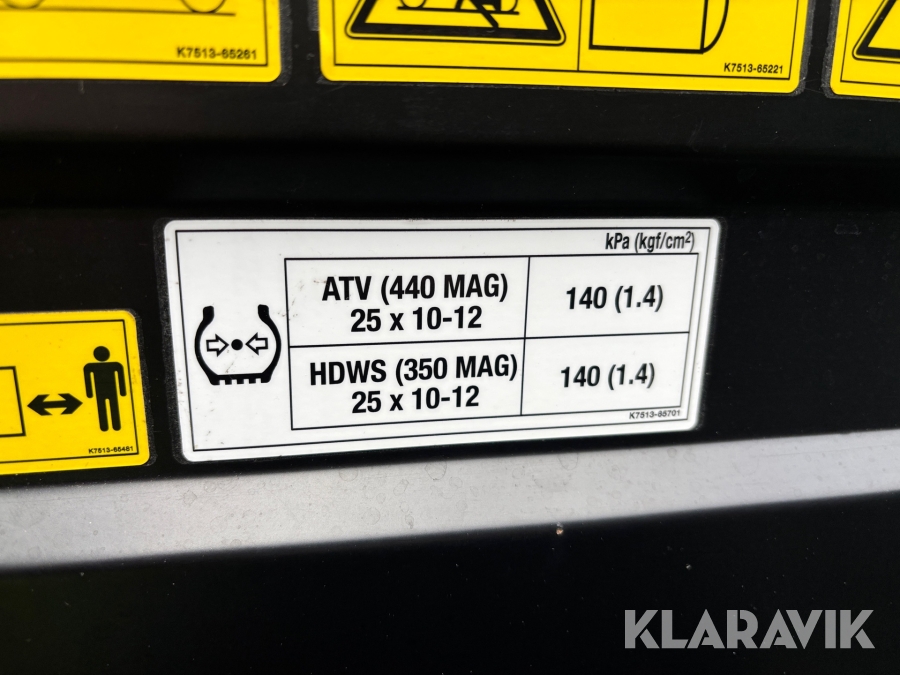 K7513-65261
K7513-65221
kPa (kgf/cm²)
ATV (440 MAG)
25 x 10-12
140 (1.4)
HDWS (350 MAG)
25 x 10-12
140 (1.4)
K7513-65701
K7513-65481
KLARAVIK